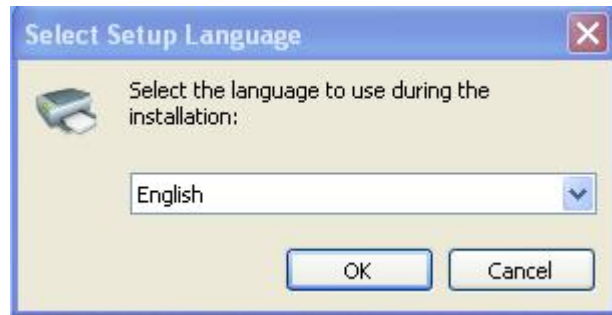 Select Setup Language
Select the language to use during the
installation:
English
OK
Cancel